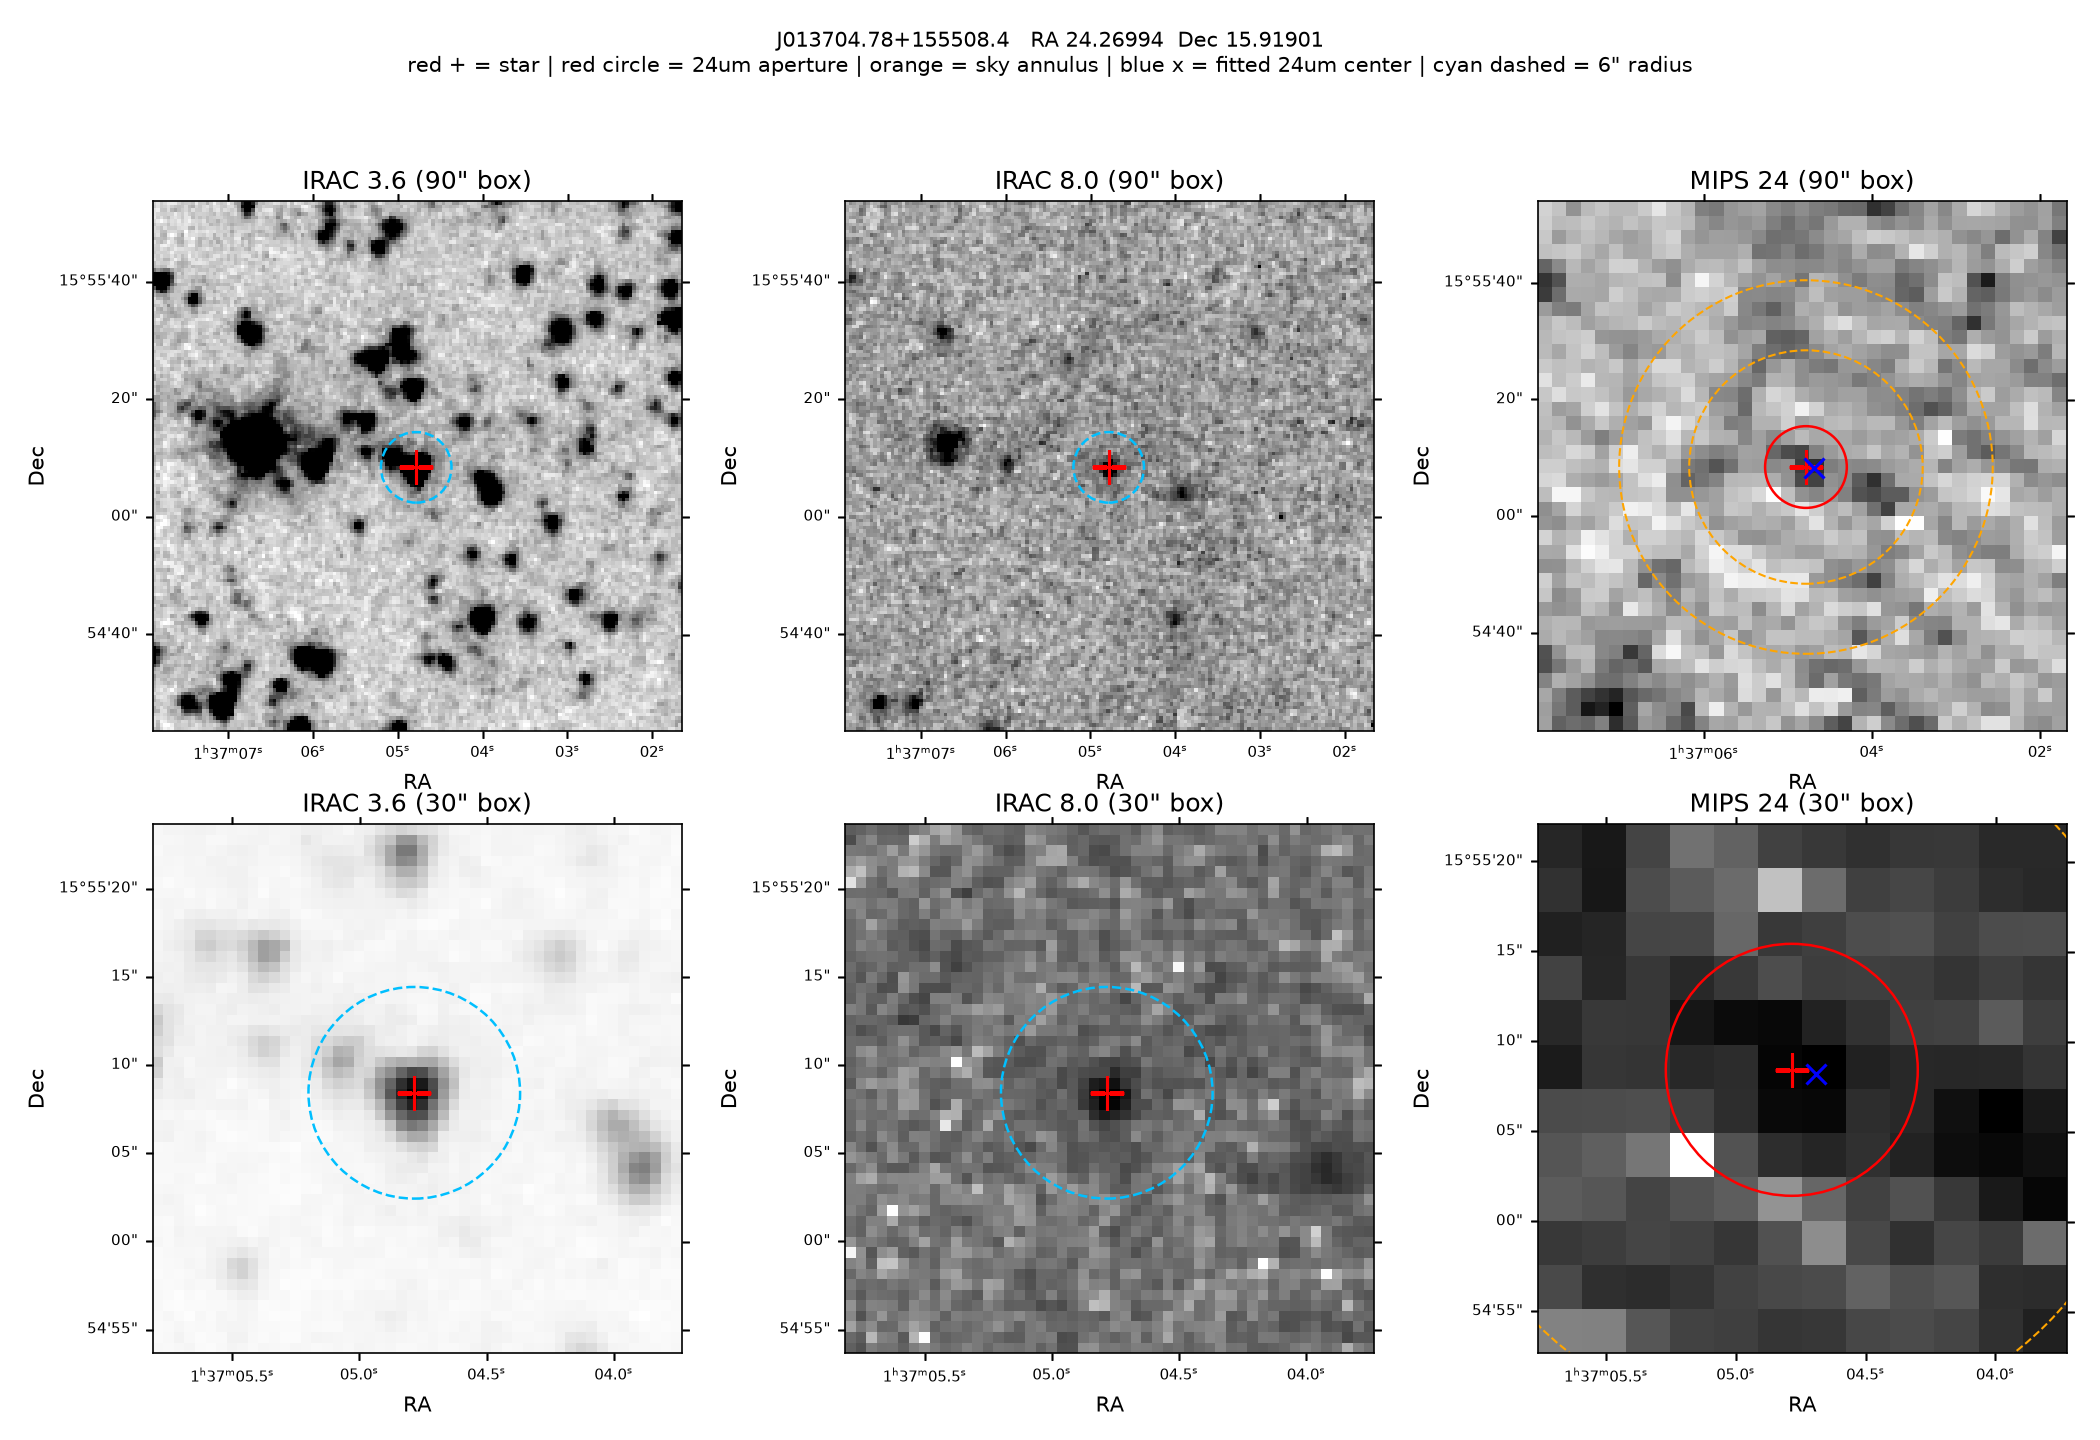 J013704.78+155508.4   RA 24.26994  Dec 15.91901
red + = star | red circle = 24um aperture | orange = sky annulus | blue x = fitted 24um center | cyan dashed = 6" radius
IRAC 3.6 (90" box)
Dec
15°55'40"
20"
00"
54'40"
1ʰ37ᵐ07ˢ
06ˢ
05ˢ
04ˢ
03ˢ
02ˢ
RA
IRAC 8.0 (90" box)
Dec
15°55'40"
20"
00"
54'40"
1ʰ37ᵐ07ˢ
06ˢ
05ˢ
04ˢ
03ˢ
02ˢ
RA
MIPS 24 (90" box)
Dec
15°55'40"
20"
00"
54'40"
1ʰ37ᵐ06ˢ
04ˢ
02ˢ
RA
IRAC 3.6 (30" box)
Dec
15°55'20"
15"
10"
05"
00"
54'55"
1ʰ37ᵐ05.5ˢ
05.0ˢ
04.5ˢ
04.0ˢ
RA
IRAC 8.0 (30" box)
Dec
15°55'20"
15"
10"
05"
00"
54'55"
1ʰ37ᵐ05.5ˢ
05.0ˢ
04.5ˢ
04.0ˢ
RA
MIPS 24 (30" box)
Dec
15°55'20"
15"
10"
05"
00"
54'55"
1ʰ37ᵐ05.5ˢ
05.0ˢ
04.5ˢ
04.0ˢ
RA